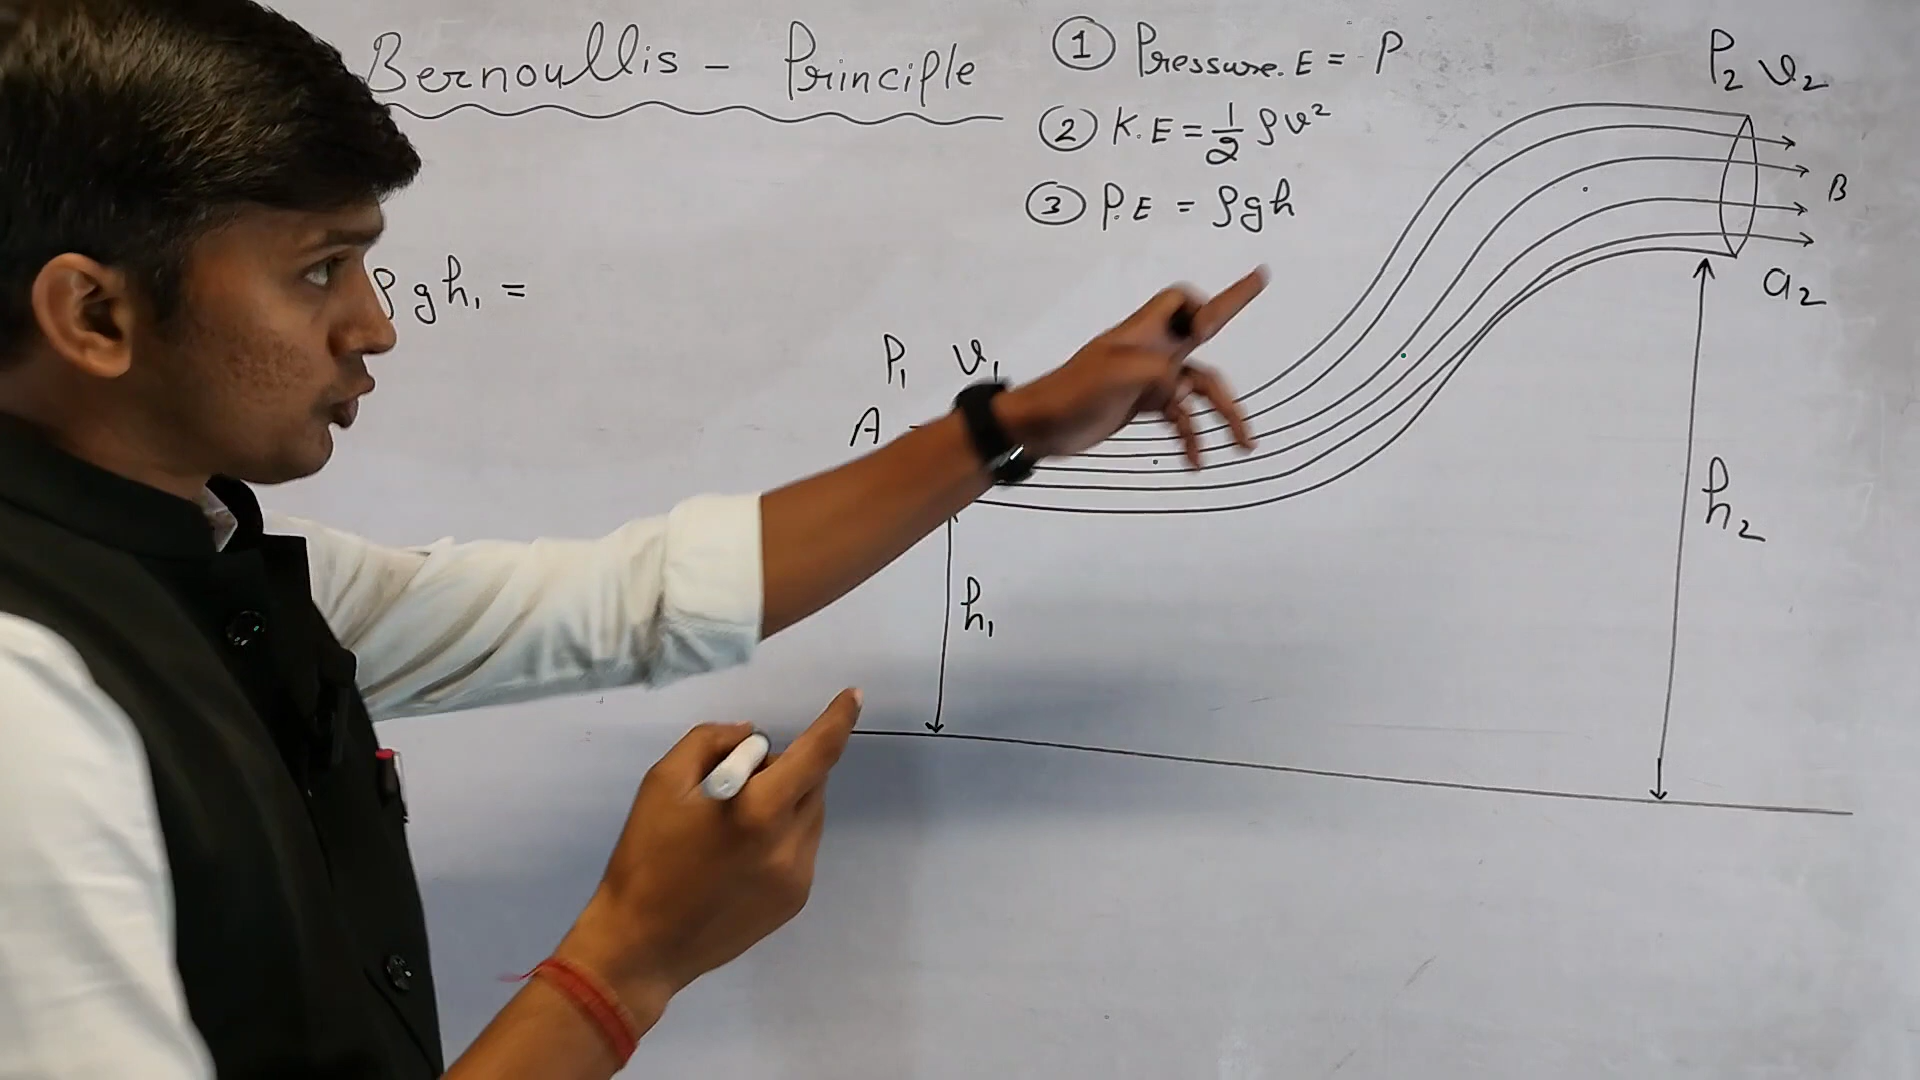 Bernoullis - Principle
① Pressure.E = P
② K.E = 1/2 ρv²
③ P.E = ρgh
ρgh₁ =
P₁ v₁
A
h₁
P₂ v₂
B
a₂
h₂